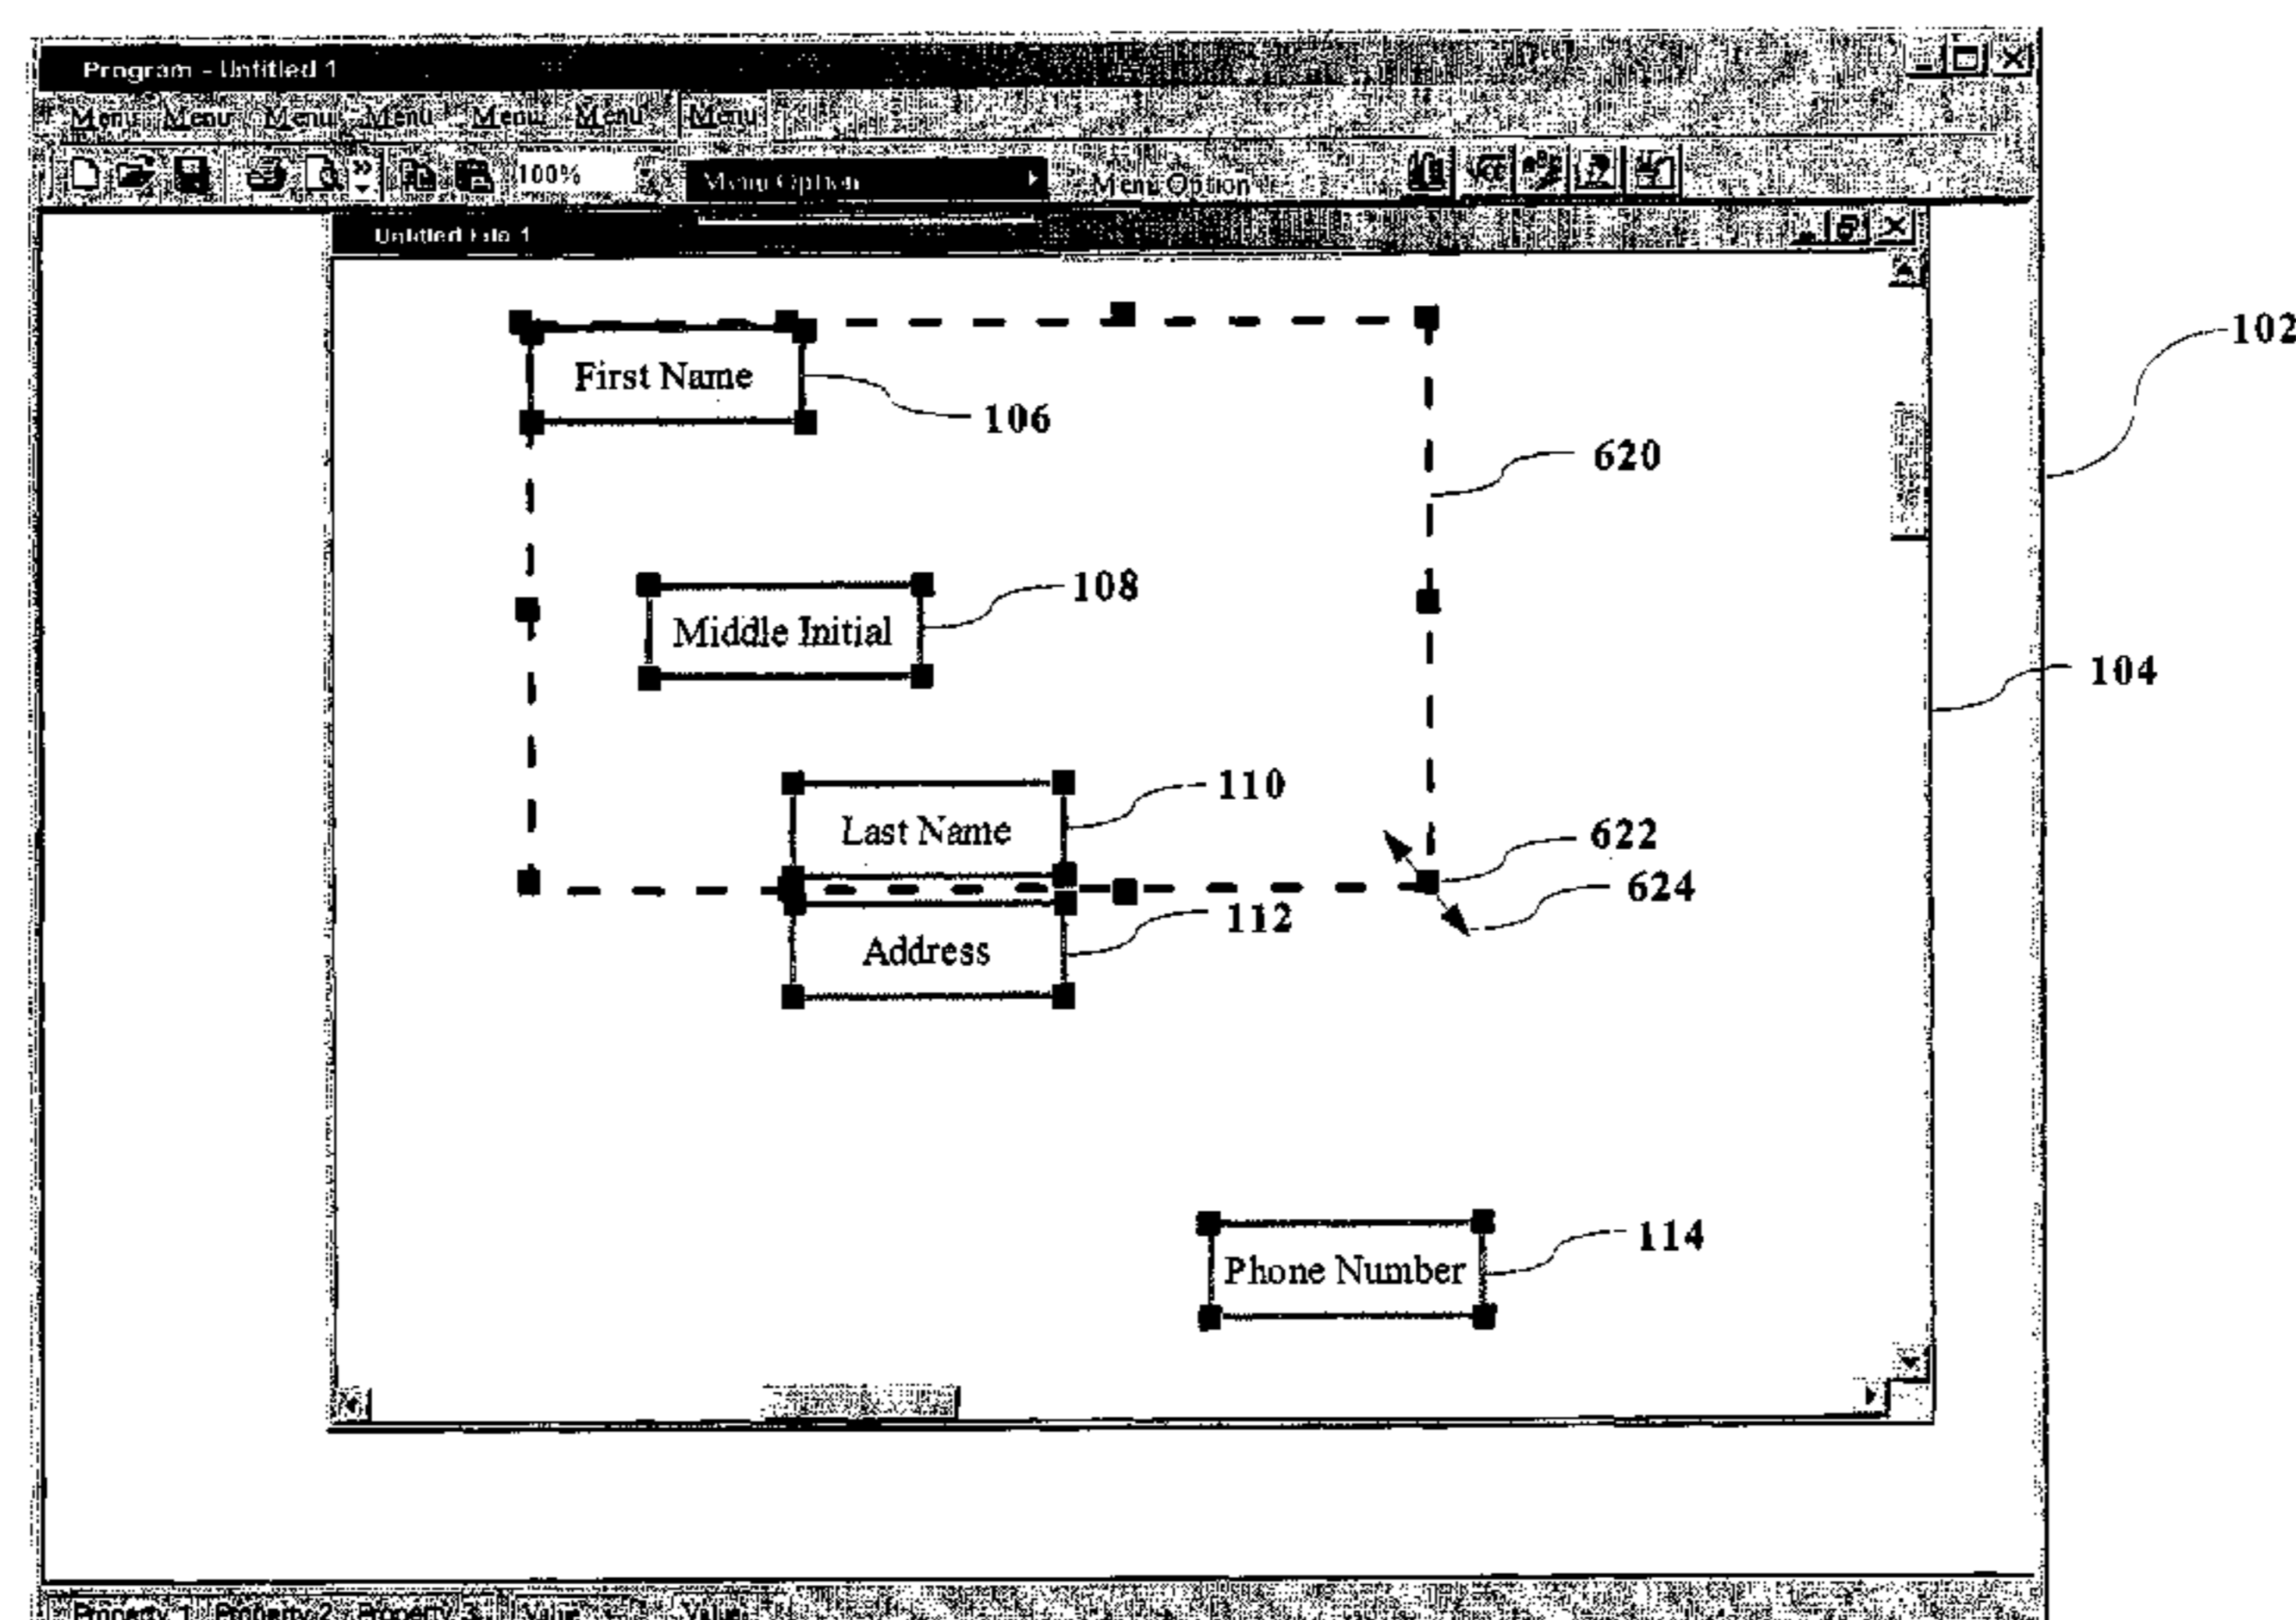 Program - Untitled 1
Menu Menu Menu Menu Menu Menu Menu
100% Menu Option Menu Option
Untitled File 1
First Name
106
102
620
108
Middle Initial
104
110
Last Name
622
624
112
Address
114
Phone Number
Property 1 Property 2 Property 3 Value Value